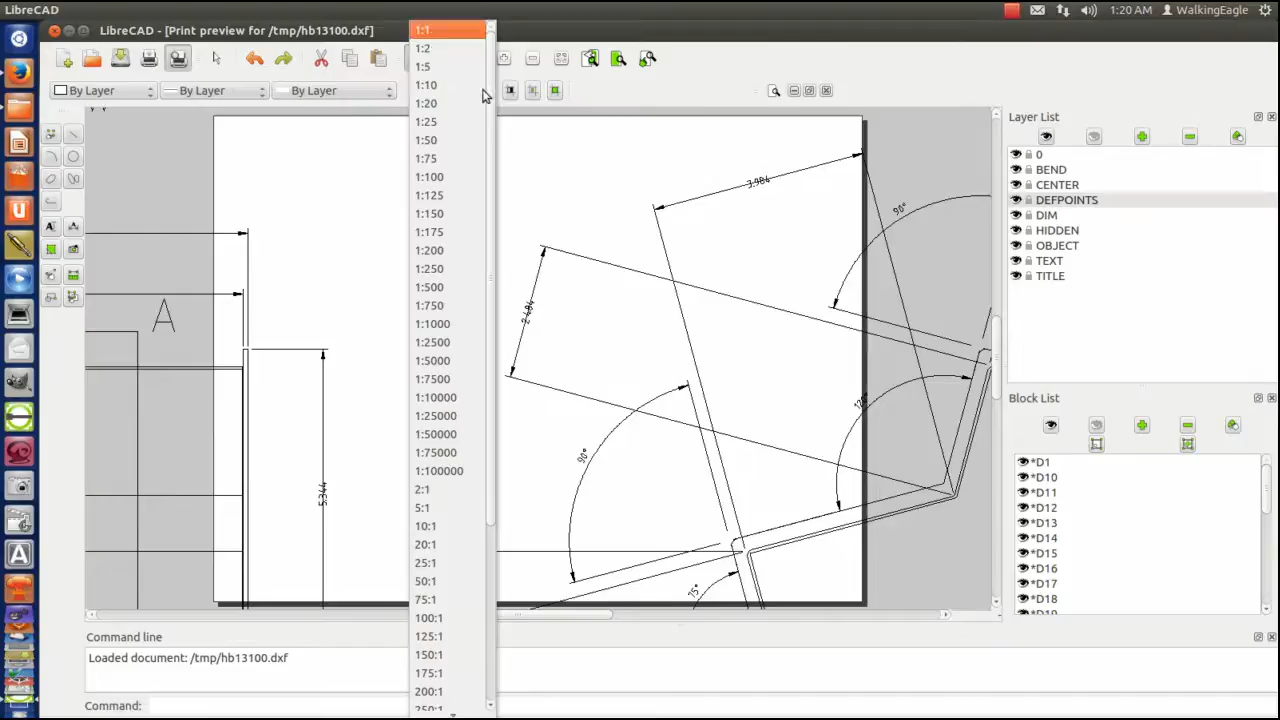 LibreCAD
1:20 AM
WalkingEagle
LibreCAD - [Print preview for /tmp/hb13100.dxf]
By Layer
By Layer
By Layer
1:1
1:2
1:5
1:10
1:20
1:25
1:50
1:75
1:100
1:125
1:150
1:175
1:200
1:250
1:500
1:750
1:1000
1:2500
1:5000
1:7500
1:10000
1:25000
1:50000
1:75000
1:100000
2:1
5:1
10:1
20:1
25:1
50:1
75:1
100:1
125:1
150:1
175:1
200:1
250:1
A
5.344
2.484
3.984
90°
90°
120°
75°
Layer List
0
BEND
CENTER
DEFPOINTS
DIM
HIDDEN
OBJECT
TEXT
TITLE
Block List
*D1
*D10
*D11
*D12
*D13
*D14
*D15
*D16
*D17
*D18
*D19
Command line
Loaded document: /tmp/hb13100.dxf
Command: